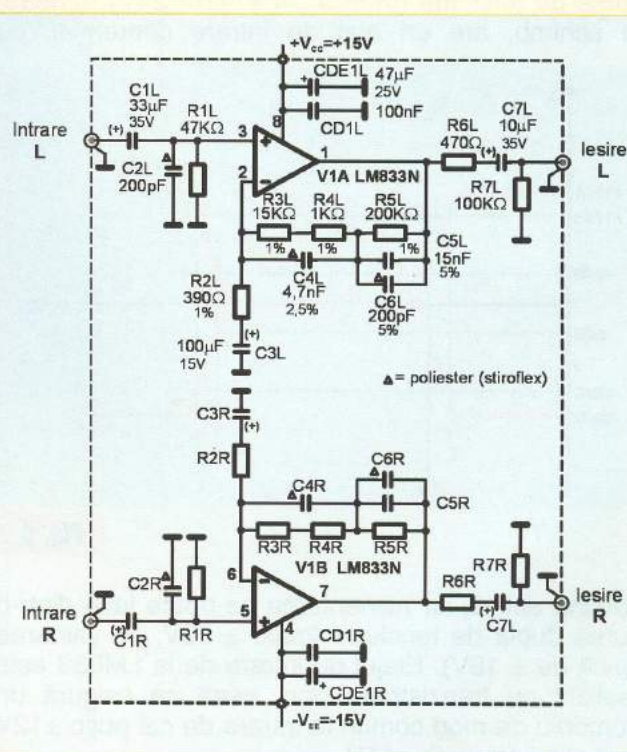 +Vcc=+15V
CDE1L
47µF
25V
100nF
CD1L
8
Intrare
L
C1L
33µF
35V
(+)
R1L
47KΩ
C2L
200pF
3
2
1
V1A LM833N
R6L
470Ω
(+)
C7L
10µF
35V
R7L
100KΩ
Iesire
L
R3L
15KΩ
1%
R4L
1KΩ
1%
R5L
200KΩ
1%
C4L
4,7nF
2,5%
C5L
15nF
5%
C6L
200pF
5%
R2L
390Ω
1%
100µF
15V
(+)
C3L
= poliester (stiroflex)
C3R
(+)
R2R
C6R
C4R
C5R
R3R
R4R
R5R
V1B LM833N
6
5
7
4
C2R
R1R
Intrare
R
(+)
C1R
R6R
(+)
C7L
R7R
Iesire
R
CD1R
CDE1R
=-15V